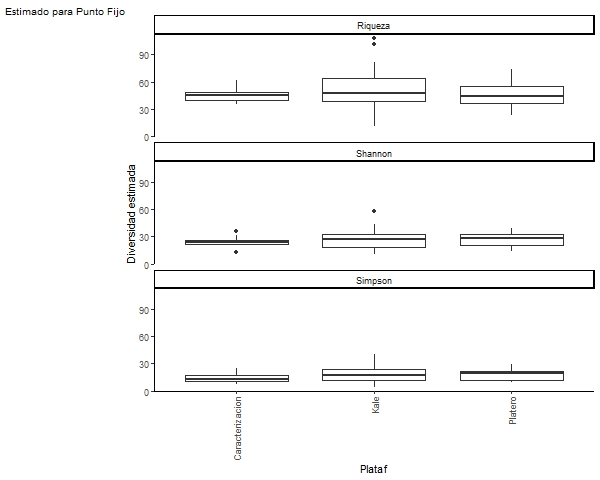 Estimado para Punto Fijo
Riqueza
90
60
30
0
Shannon
90
60
30
0
Simpson
90
60
30
0
Diversidad estimada
Caracterizacion
Kale
Platero
Plataf